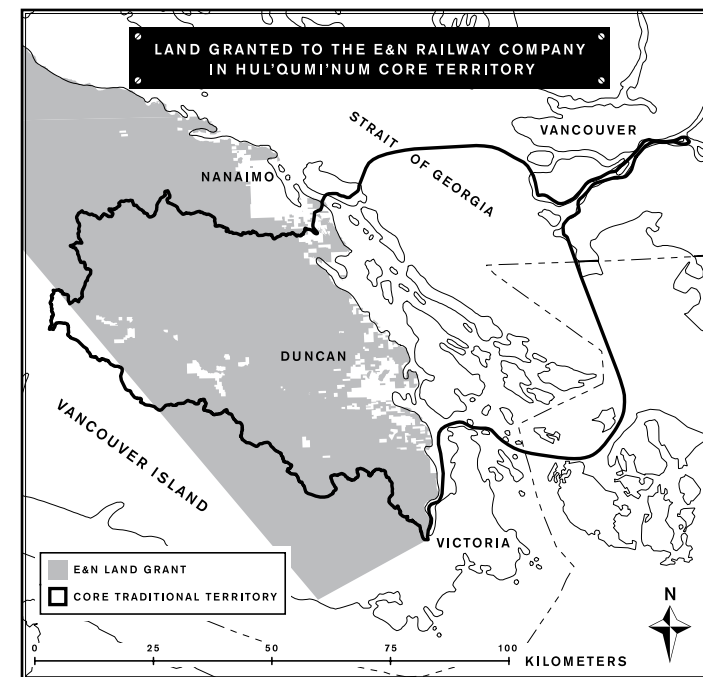 LAND GRANTED TO THE E&N RAILWAY COMPANY
IN HUL'QUMI'NUM CORE TERRITORY
STRAIT OF GEORGIA
VANCOUVER
NANAIMO
DUNCAN
VANCOUVER ISLAND
VICTORIA
E&N LAND GRANT
CORE TRADITIONAL TERRITORY
N
0 25 50 75 100
KILOMETERS